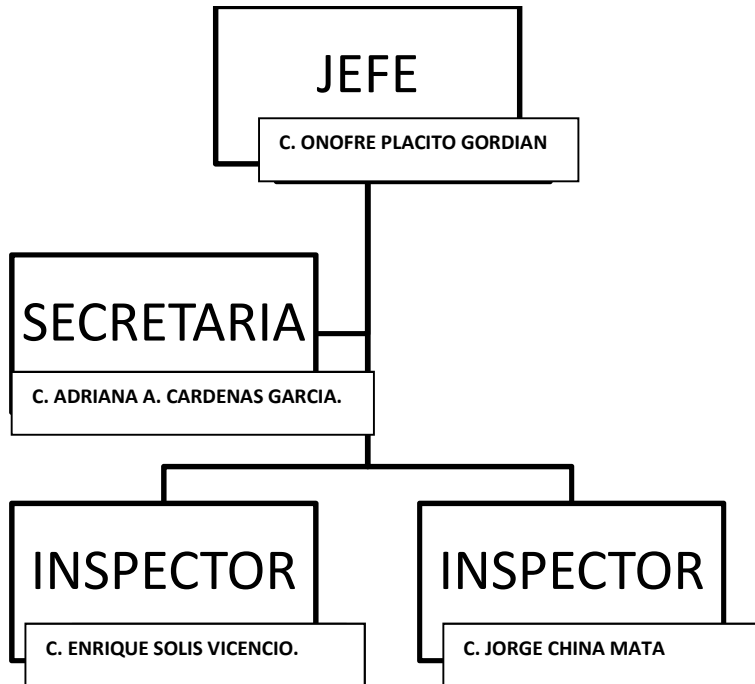 JEFE
C. ONOFRE PLACITO GORDIAN
SECRETARIA
C. ADRIANA A. CARDENAS GARCIA.
INSPECTOR
C. ENRIQUE SOLIS VICENCIO.
INSPECTOR
C. JORGE CHINA MATA